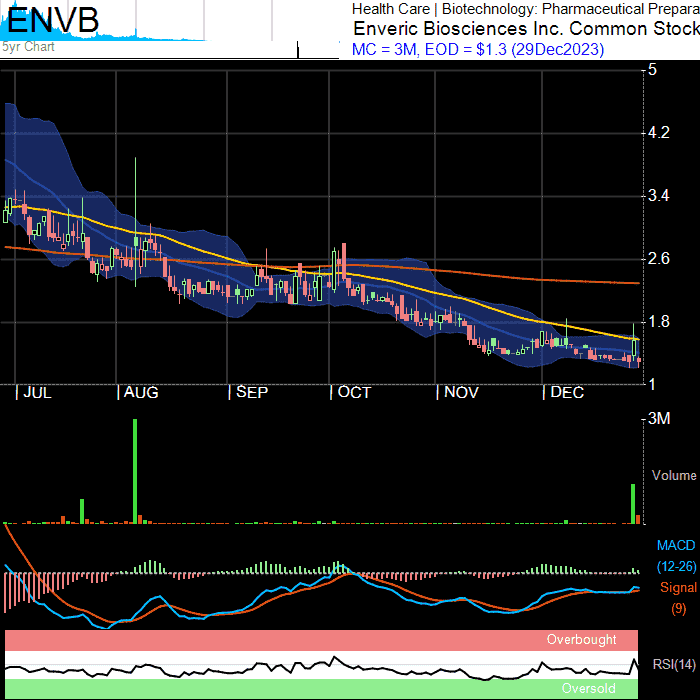 ENVB
5yr Chart
Health Care | Biotechnology: Pharmaceutical Prepara
Enveric Biosciences Inc. Common Stock
MC = 3M, EOD = $1.3 (29Dec2023)
5
4.2
3.4
2.6
1.8
1
JUL AUG SEP OCT NOV DEC
3M
Volume
MACD
(12-26)
Signal
(9)
Overbought
RSI(14)
Oversold